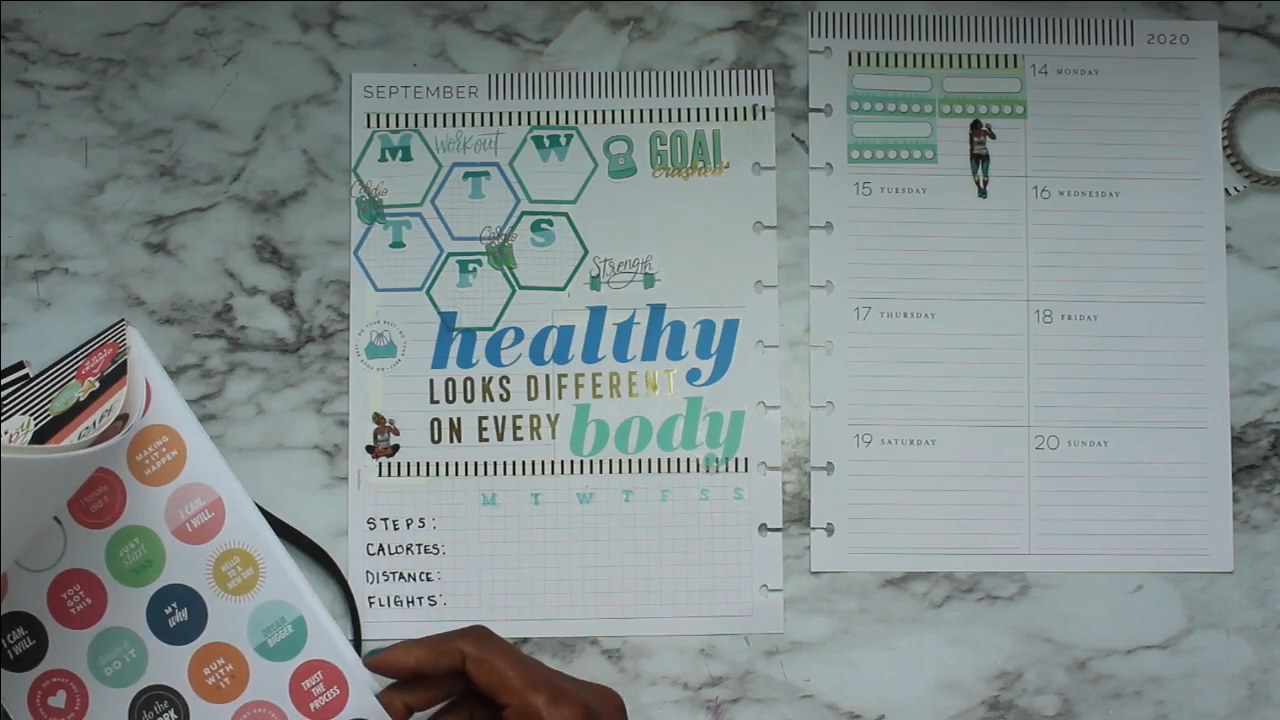 SEPTEMBER
M
workout
W
GOAL
crushed
T
Cardio
T
Cardio
S
F
Strength
healthy
LOOKS DIFFERENT
ON EVERY body
M T W T F S S
STEPS:
CALORIES:
DISTANCE:
FLIGHTS:
2020
14 MONDAY
15 TUESDAY
16 WEDNESDAY
17 THURSDAY
18 FRIDAY
19 SATURDAY
20 SUNDAY
MAKING
IT
HAPPEN
I totally
did it
I CAN.
I WILL.
JUST
start
HELLO
TO A
NEW DAY
YOU
GOT
THIS
MY
why
DREAM
BIGGER
I CAN.
I WILL.
DO IT
RUN
WITH
IT
TRUST
THE
PROCESS
do the
WORK